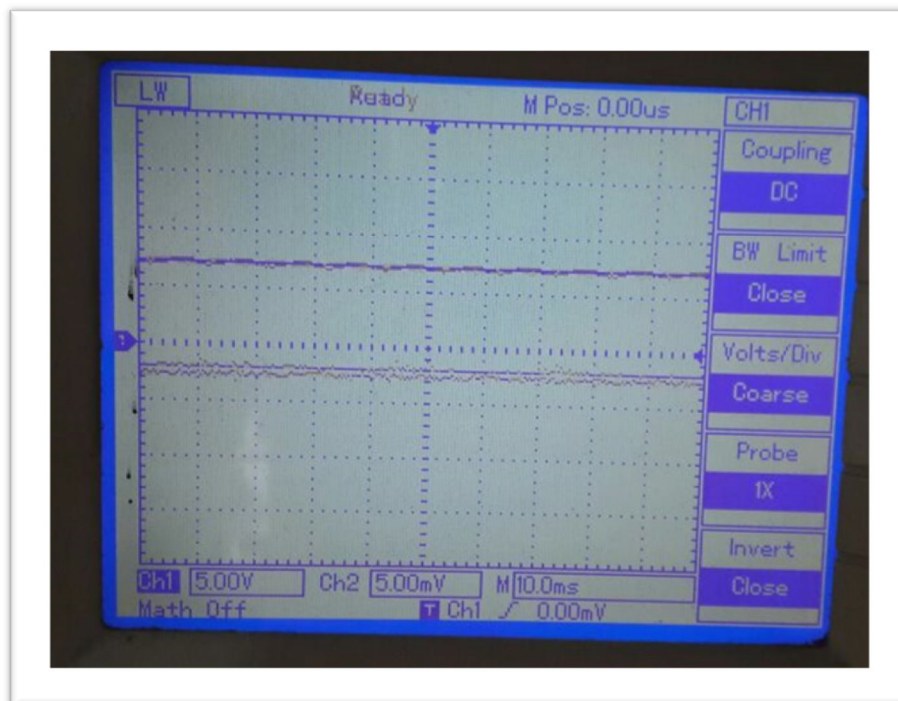 LW Ready M Pos: 0.00us CH1
Coupling
DC
BW Limit
Close
Volts/Div
Coarse
Probe
1X
Invert
Close
Ch1 5.00V Ch2 5.00mV M 10.0ms
Math Off T Ch1 0.00mV